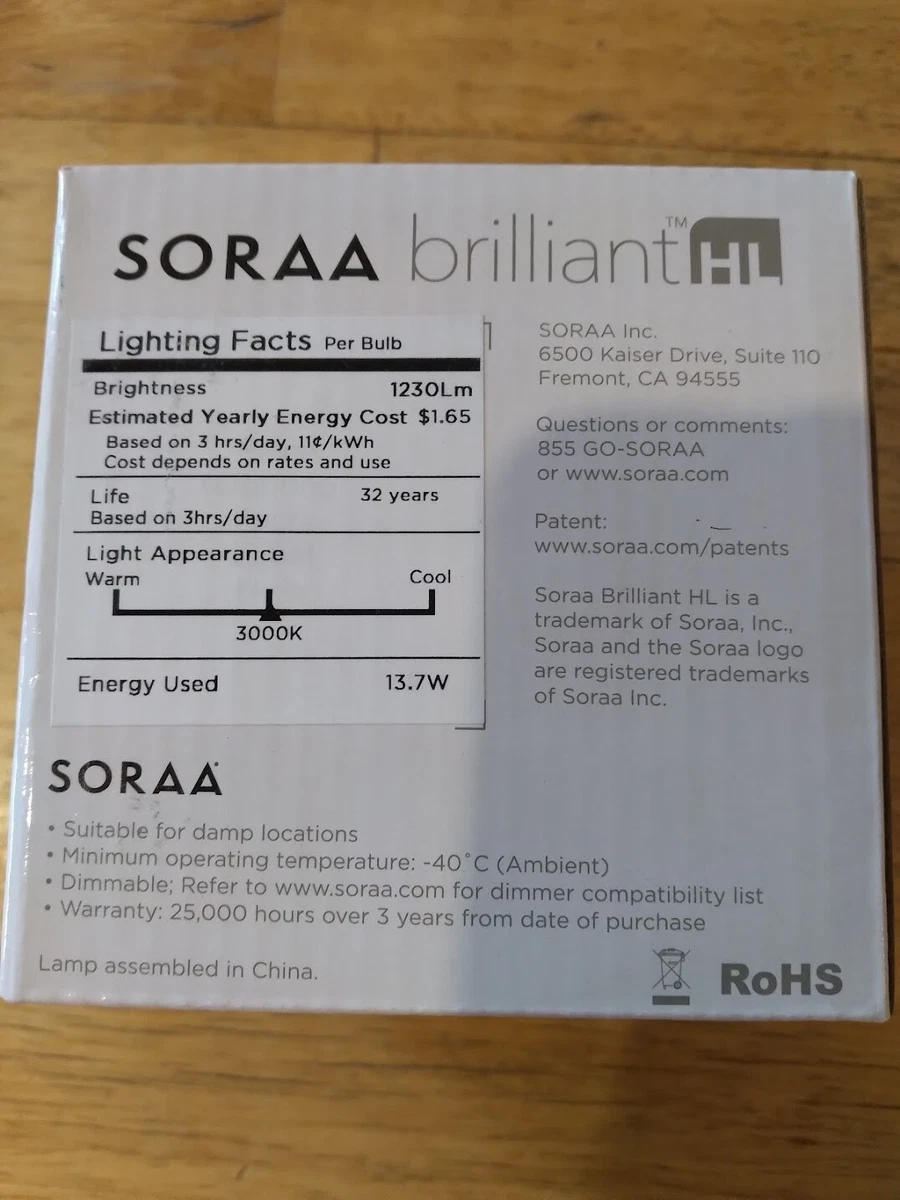 SORAA brilliant™ HL
Lighting Facts Per Bulb
Brightness 1230Lm
Estimated Yearly Energy Cost $1.65
Based on 3 hrs/day, 11¢/kWh
Cost depends on rates and use
Life 32 years
Based on 3hrs/day
Light Appearance
Warm Cool
3000K
Energy Used 13.7W
SORAA Inc.
6500 Kaiser Drive, Suite 110
Fremont, CA 94555
Questions or comments:
855 GO-SORAA
or www.soraa.com
Patent:
www.soraa.com/patents
Soraa Brilliant HL is a
trademark of Soraa, Inc.,
Soraa and the Soraa logo
are registered trademarks
of Soraa Inc.
SORAA
• Suitable for damp locations
• Minimum operating temperature: -40°C (Ambient)
• Dimmable; Refer to www.soraa.com for dimmer compatibility list
• Warranty: 25,000 hours over 3 years from date of purchase
Lamp assembled in China.
RoHS